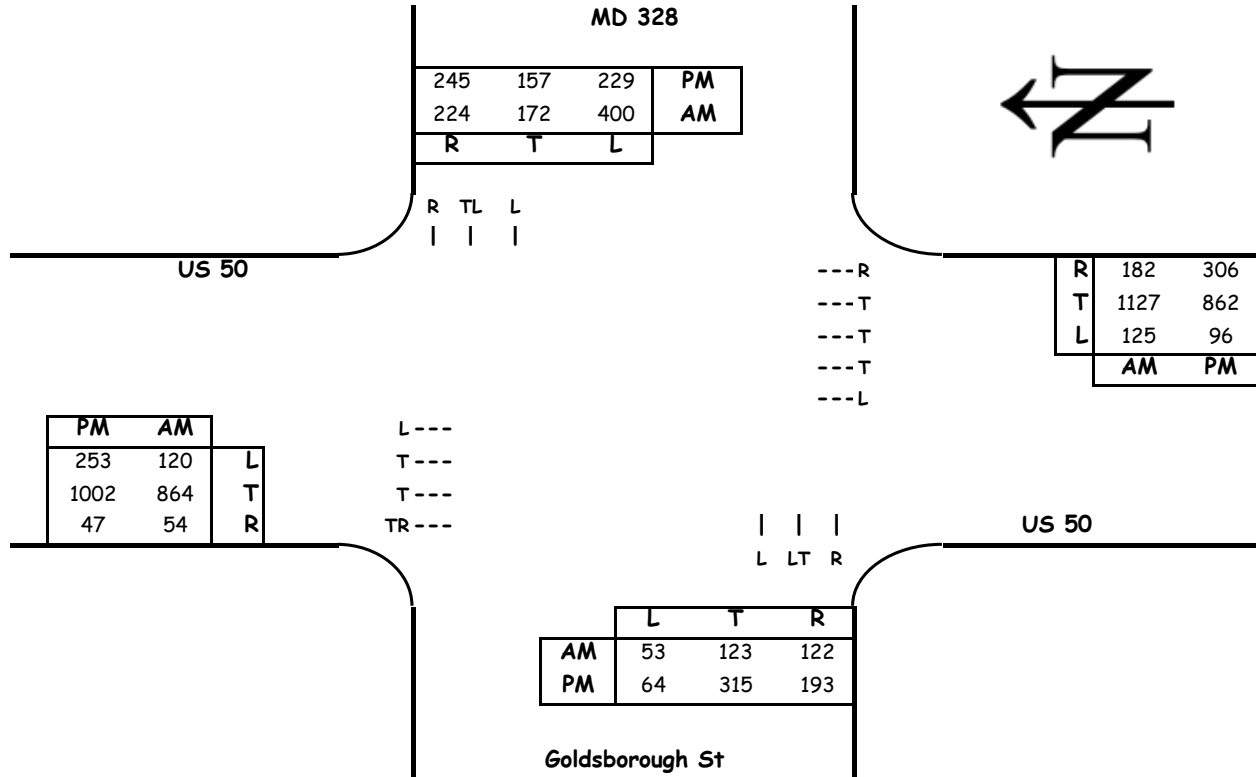 MD 328
245 157 229 PM
224 172 400 AM
R T L
R TL L
N
US 50
---R
---T
---T
---T
---L
R 182 306
T 1127 862
L 125 96
AM PM
PM AM
253 120 L
1002 864 T
47 54 R
L---
T---
T---
TR---
US 50
L LT R
L T R
AM 53 123 122
PM 64 315 193
Goldsborough St